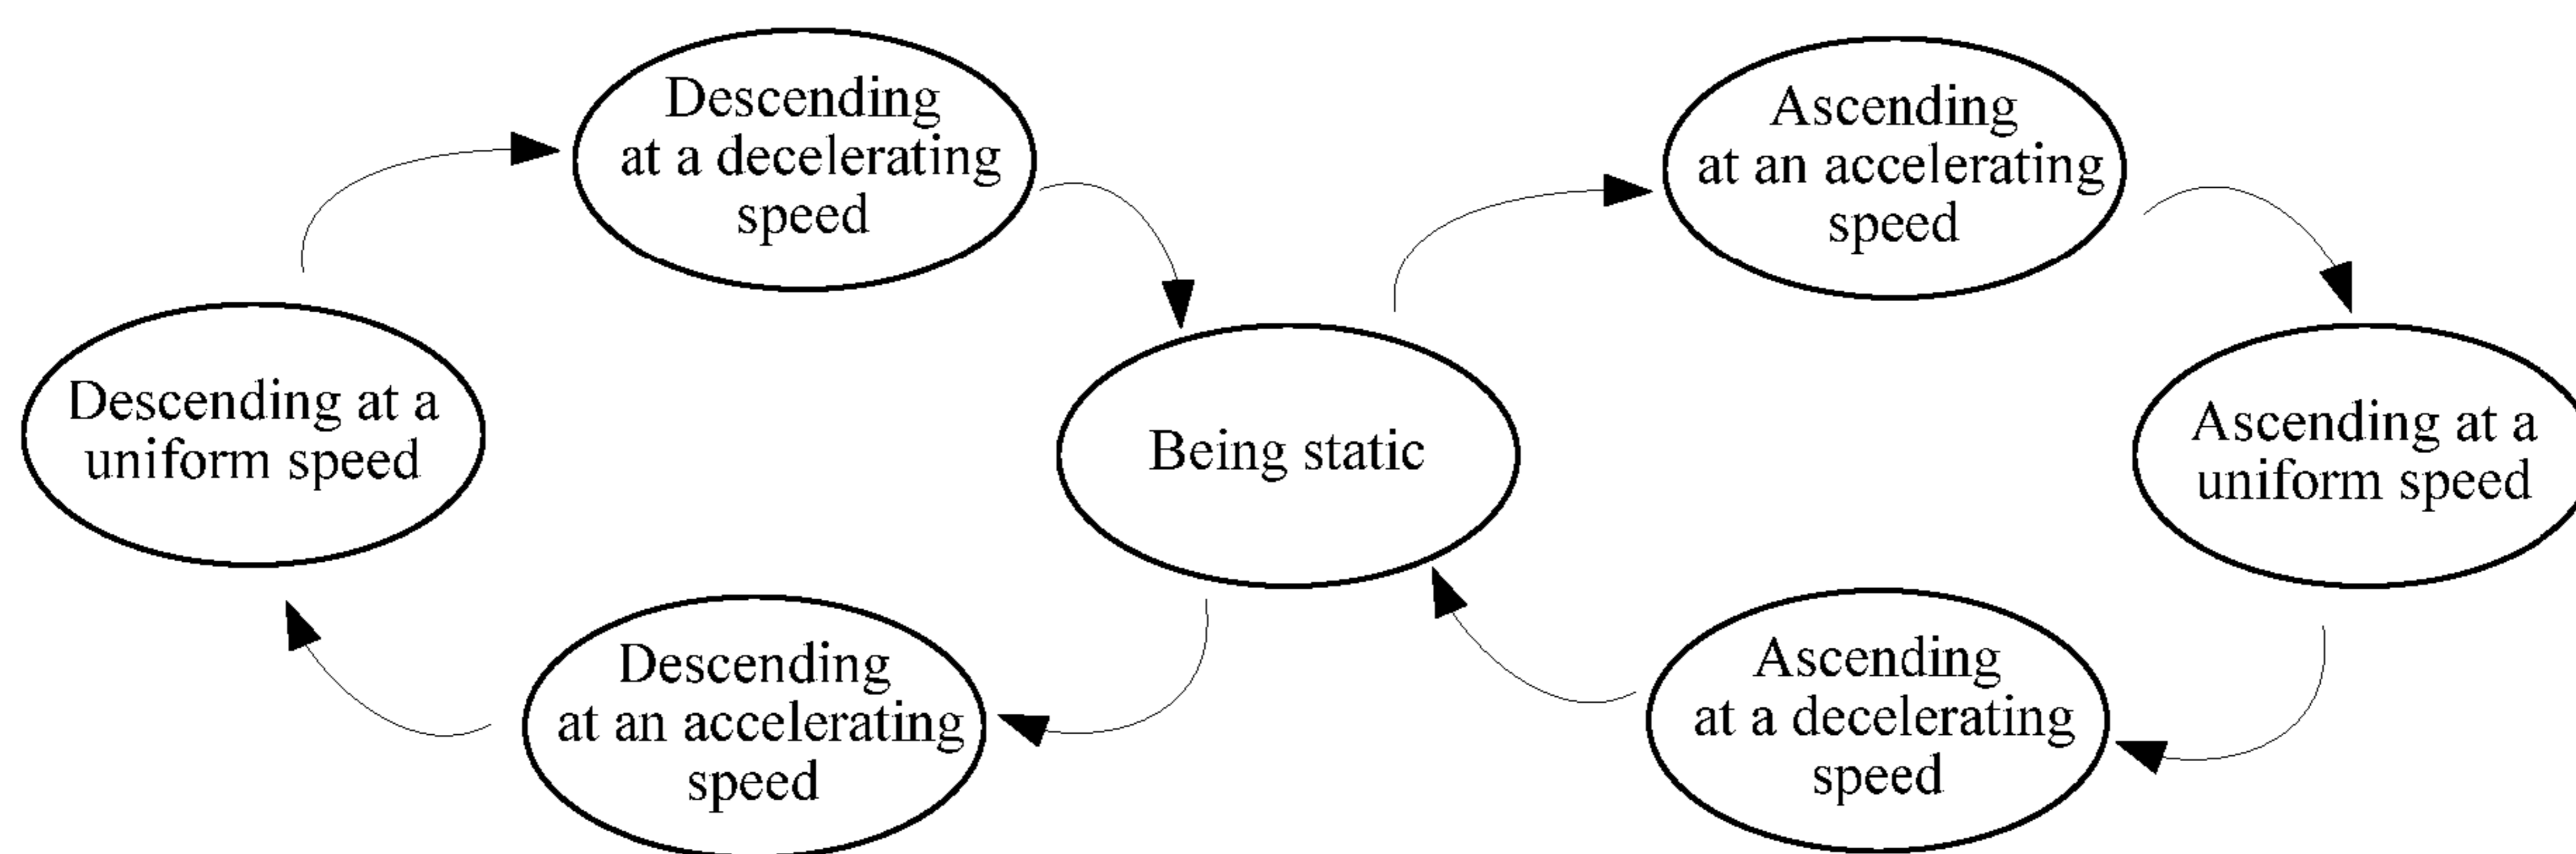 Descending
at a decelerating
speed
Ascending
at an accelerating
speed
Descending at a
uniform speed
Being static
Ascending at a
uniform speed
Descending
at an accelerating
speed
Ascending
at a decelerating
speed